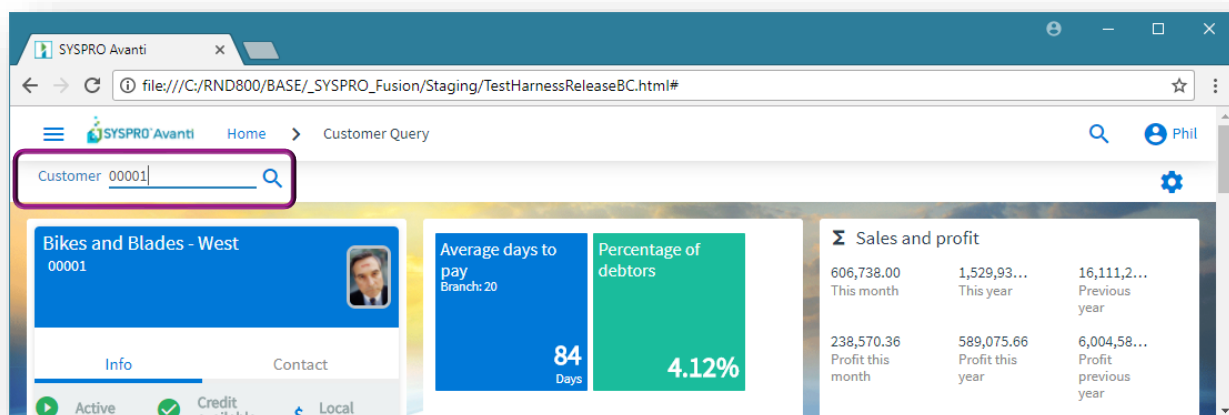 SYSPRO Avanti
file:///C:/RND800/BASE/_SYSPRO_Fusion/Staging/TestHarnessReleaseBC.html#
SYSPRO Avanti Home Customer Query Phil
Customer 00001
Bikes and Blades - West
00001
Info Contact
Active
Credit
Local
Average days to
pay
Branch: 20
84
Days
Percentage of
debtors
4.12%
Σ Sales and profit
606,738.00 1,529,93... 16,111,2...
This month This year Previous
year
238,570.36 589,075.66 6,004,58...
Profit this Profit this Profit
month year previous
year